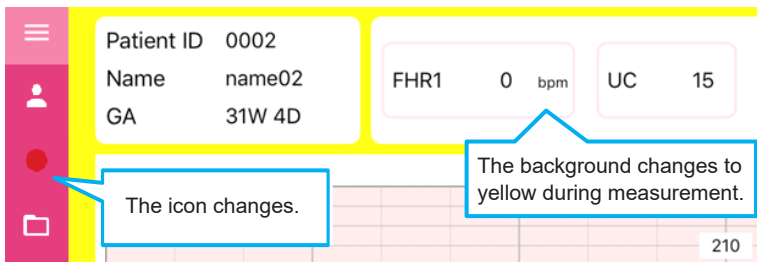 Patient ID 0002
Name name02
GA 31W 4D
FHR1 0 bpm
UC 15
The background changes to
yellow during measurement.
The icon changes.
210